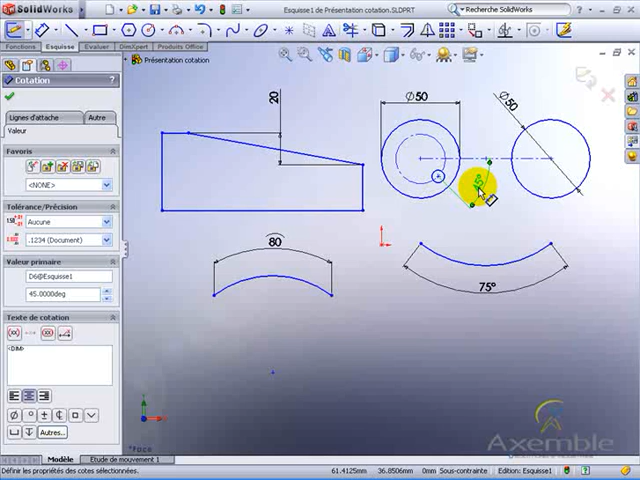 SolidWorks
Esquisse1 de Présentation cotation.SLDPRT
Recherche SolidWorks
Fonctions Esquisse Evaluer DimXpert Produits Office
Présentation cotation
Cotation
Lignes d'attache
Autre
Valeur
Favoris
<NONE>
Tolérance/Précision
Aucune
.1234 (Document)
Valeur primaire
D6@Esquisse1
45.0000deg
Texte de cotation
<DIM>
Autres...
20
Ø50
Ø50
45°
80
75°
Axemble
Modèle
Etude de mouvement 1
Définir les propriétés des cotes sélectionnées.
61.4125mm
36.8506mm
0mm
Sous-contrainte
Edition: Esquisse1